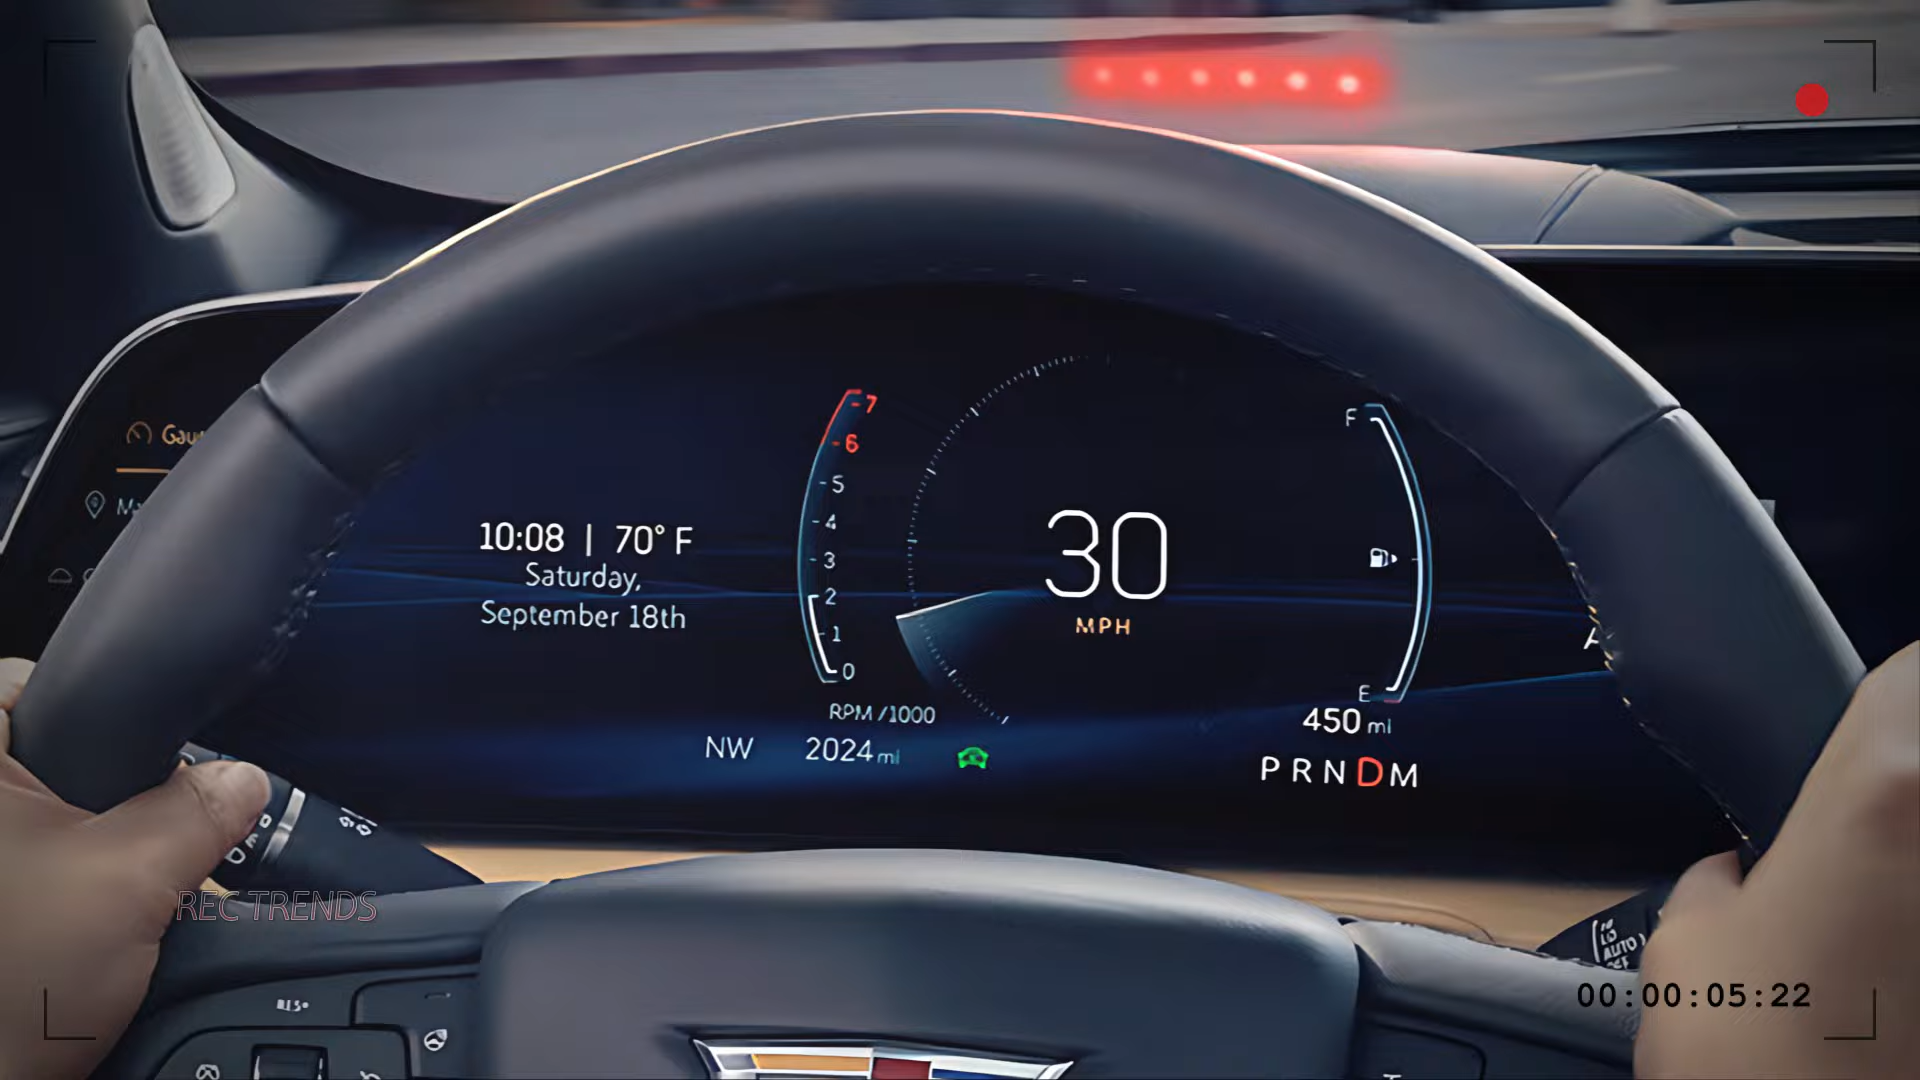 10:08 | 70° F
Saturday,
September 18th
7
6
5
4
3
2
1
0
RPM /1000
NW
2024 mi
30
MPH
F
E
450 mi
P R N D M
REC TRENDS
AUTO
00:00:05:22